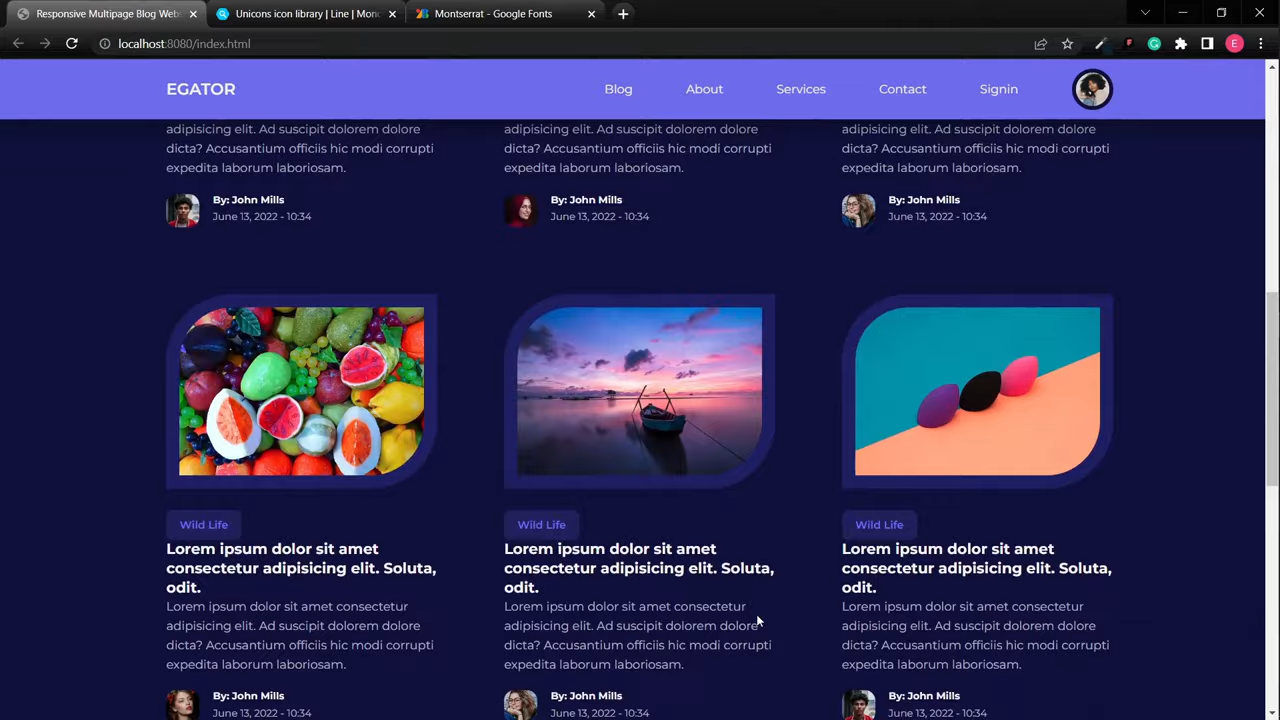 Responsive Multipage Blog Web
Unicons icon library | Line | Mono
Montserrat - Google Fonts
localhost:8080/index.html
E
EGATOR
Blog
About
Services
Contact
Signin
adipisicing elit. Ad suscipit dolorem dolore
dicta? Accusantium officiis hic modi corrupti
expedita laborum laboriosam.
By: John Mills
June 13, 2022 - 10:34
adipisicing elit. Ad suscipit dolorem dolore
dicta? Accusantium officiis hic modi corrupti
expedita laborum laboriosam.
By: John Mills
June 13, 2022 - 10:34
adipisicing elit. Ad suscipit dolorem dolore
dicta? Accusantium officiis hic modi corrupti
expedita laborum laboriosam.
By: John Mills
June 13, 2022 - 10:34
Wild Life
Lorem ipsum dolor sit amet
consectetur adipisicing elit. Soluta,
odit.
Lorem ipsum dolor sit amet consectetur
adipisicing elit. Ad suscipit dolorem dolore
dicta? Accusantium officiis hic modi corrupti
expedita laborum laboriosam.
By: John Mills
June 13, 2022 - 10:34
Wild Life
Lorem ipsum dolor sit amet
consectetur adipisicing elit. Soluta,
odit.
Lorem ipsum dolor sit amet consectetur
adipisicing elit. Ad suscipit dolorem dolore
dicta? Accusantium officiis hic modi corrupti
expedita laborum laboriosam.
By: John Mills
June 13, 2022 - 10:34
Wild Life
Lorem ipsum dolor sit amet
consectetur adipisicing elit. Soluta,
odit.
Lorem ipsum dolor sit amet consectetur
adipisicing elit. Ad suscipit dolorem dolore
dicta? Accusantium officiis hic modi corrupti
expedita laborum laboriosam.
By: John Mills
June 13, 2022 - 10:34